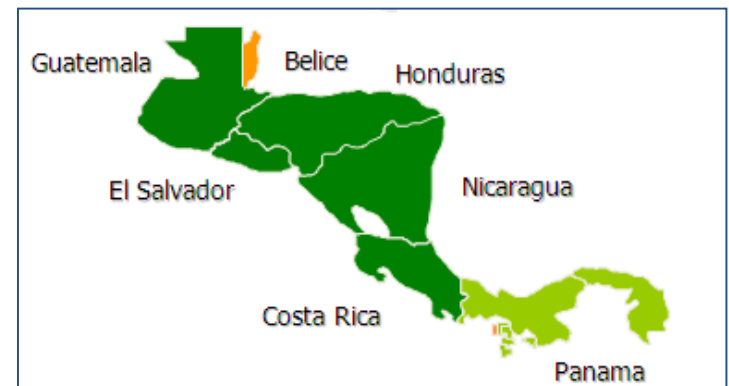 Guatemala
Belice
Honduras
El Salvador
Nicaragua
Costa Rica
Panama